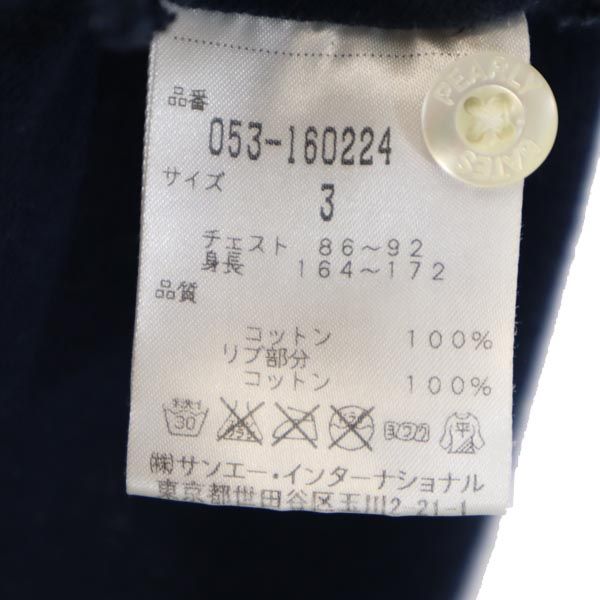 PEARLY GATES
品番
053-160224
サイズ
3
チェスト 86～92
身長 164～172
品質
コットン 100%
リブ部分
コットン 100%
30
平
㈱サンエー・インターナショナル
東京都世田谷区玉川2-21-1